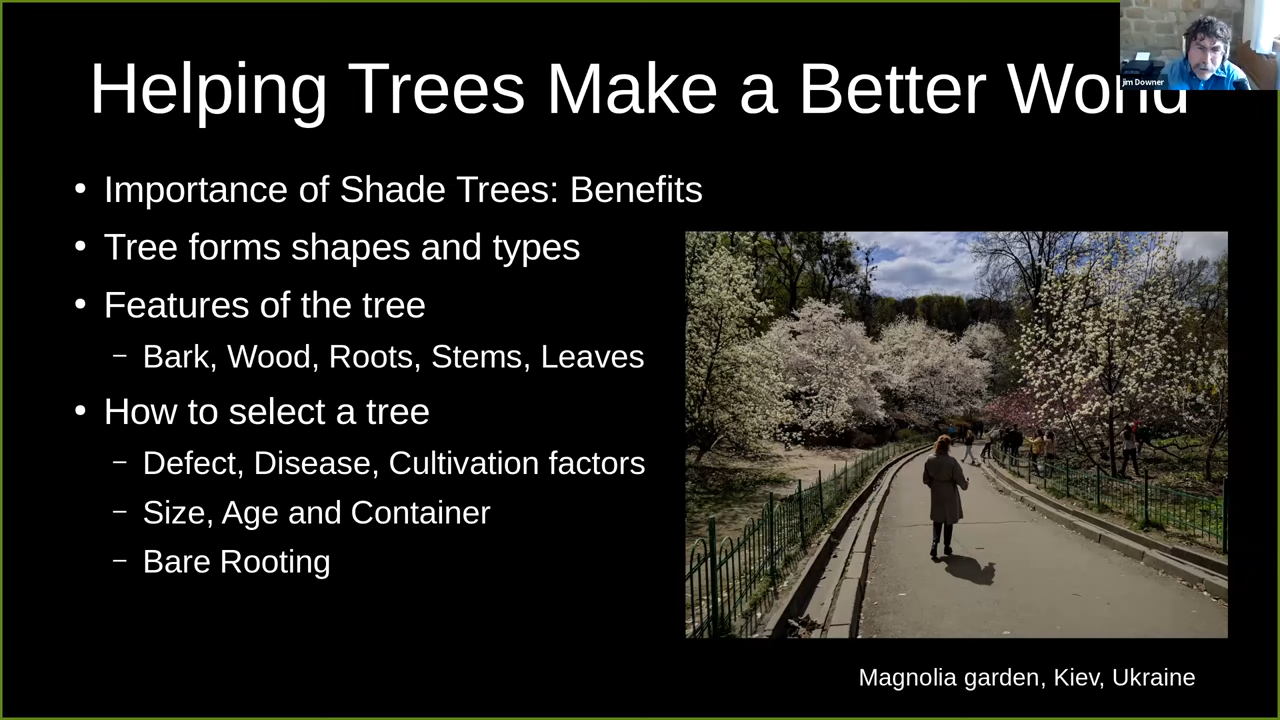 Helping Trees Make a Better World
jim Downer
• Importance of Shade Trees: Benefits
• Tree forms shapes and types
• Features of the tree
– Bark, Wood, Roots, Stems, Leaves
• How to select a tree
– Defect, Disease, Cultivation factors
– Size, Age and Container
– Bare Rooting
Magnolia garden, Kiev, Ukraine